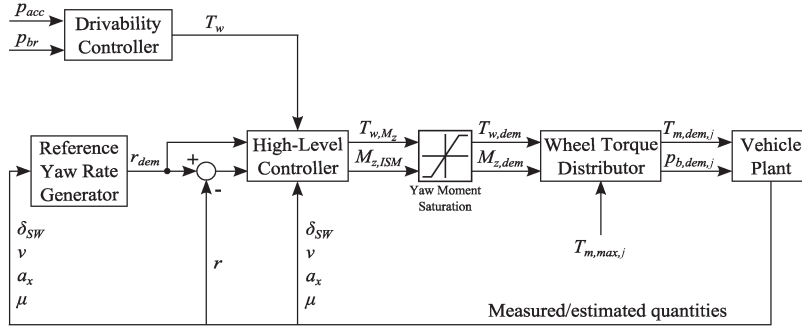 p_acc
p_br
Drivability
Controller
T_w
Reference
Yaw Rate
Generator
r_dem
+
-
High-Level
Controller
T_w,M_z
M_z,ISM
Yaw Moment
Saturation
T_w,dem
M_z,dem
Wheel Torque
Distributor
T_m,dem,j
p_b,dem,j
Vehicle
Plant
T_m,max,j
δ_SW
v
a_x
μ
r
δ_SW
v
a_x
μ
Measured/estimated quantities